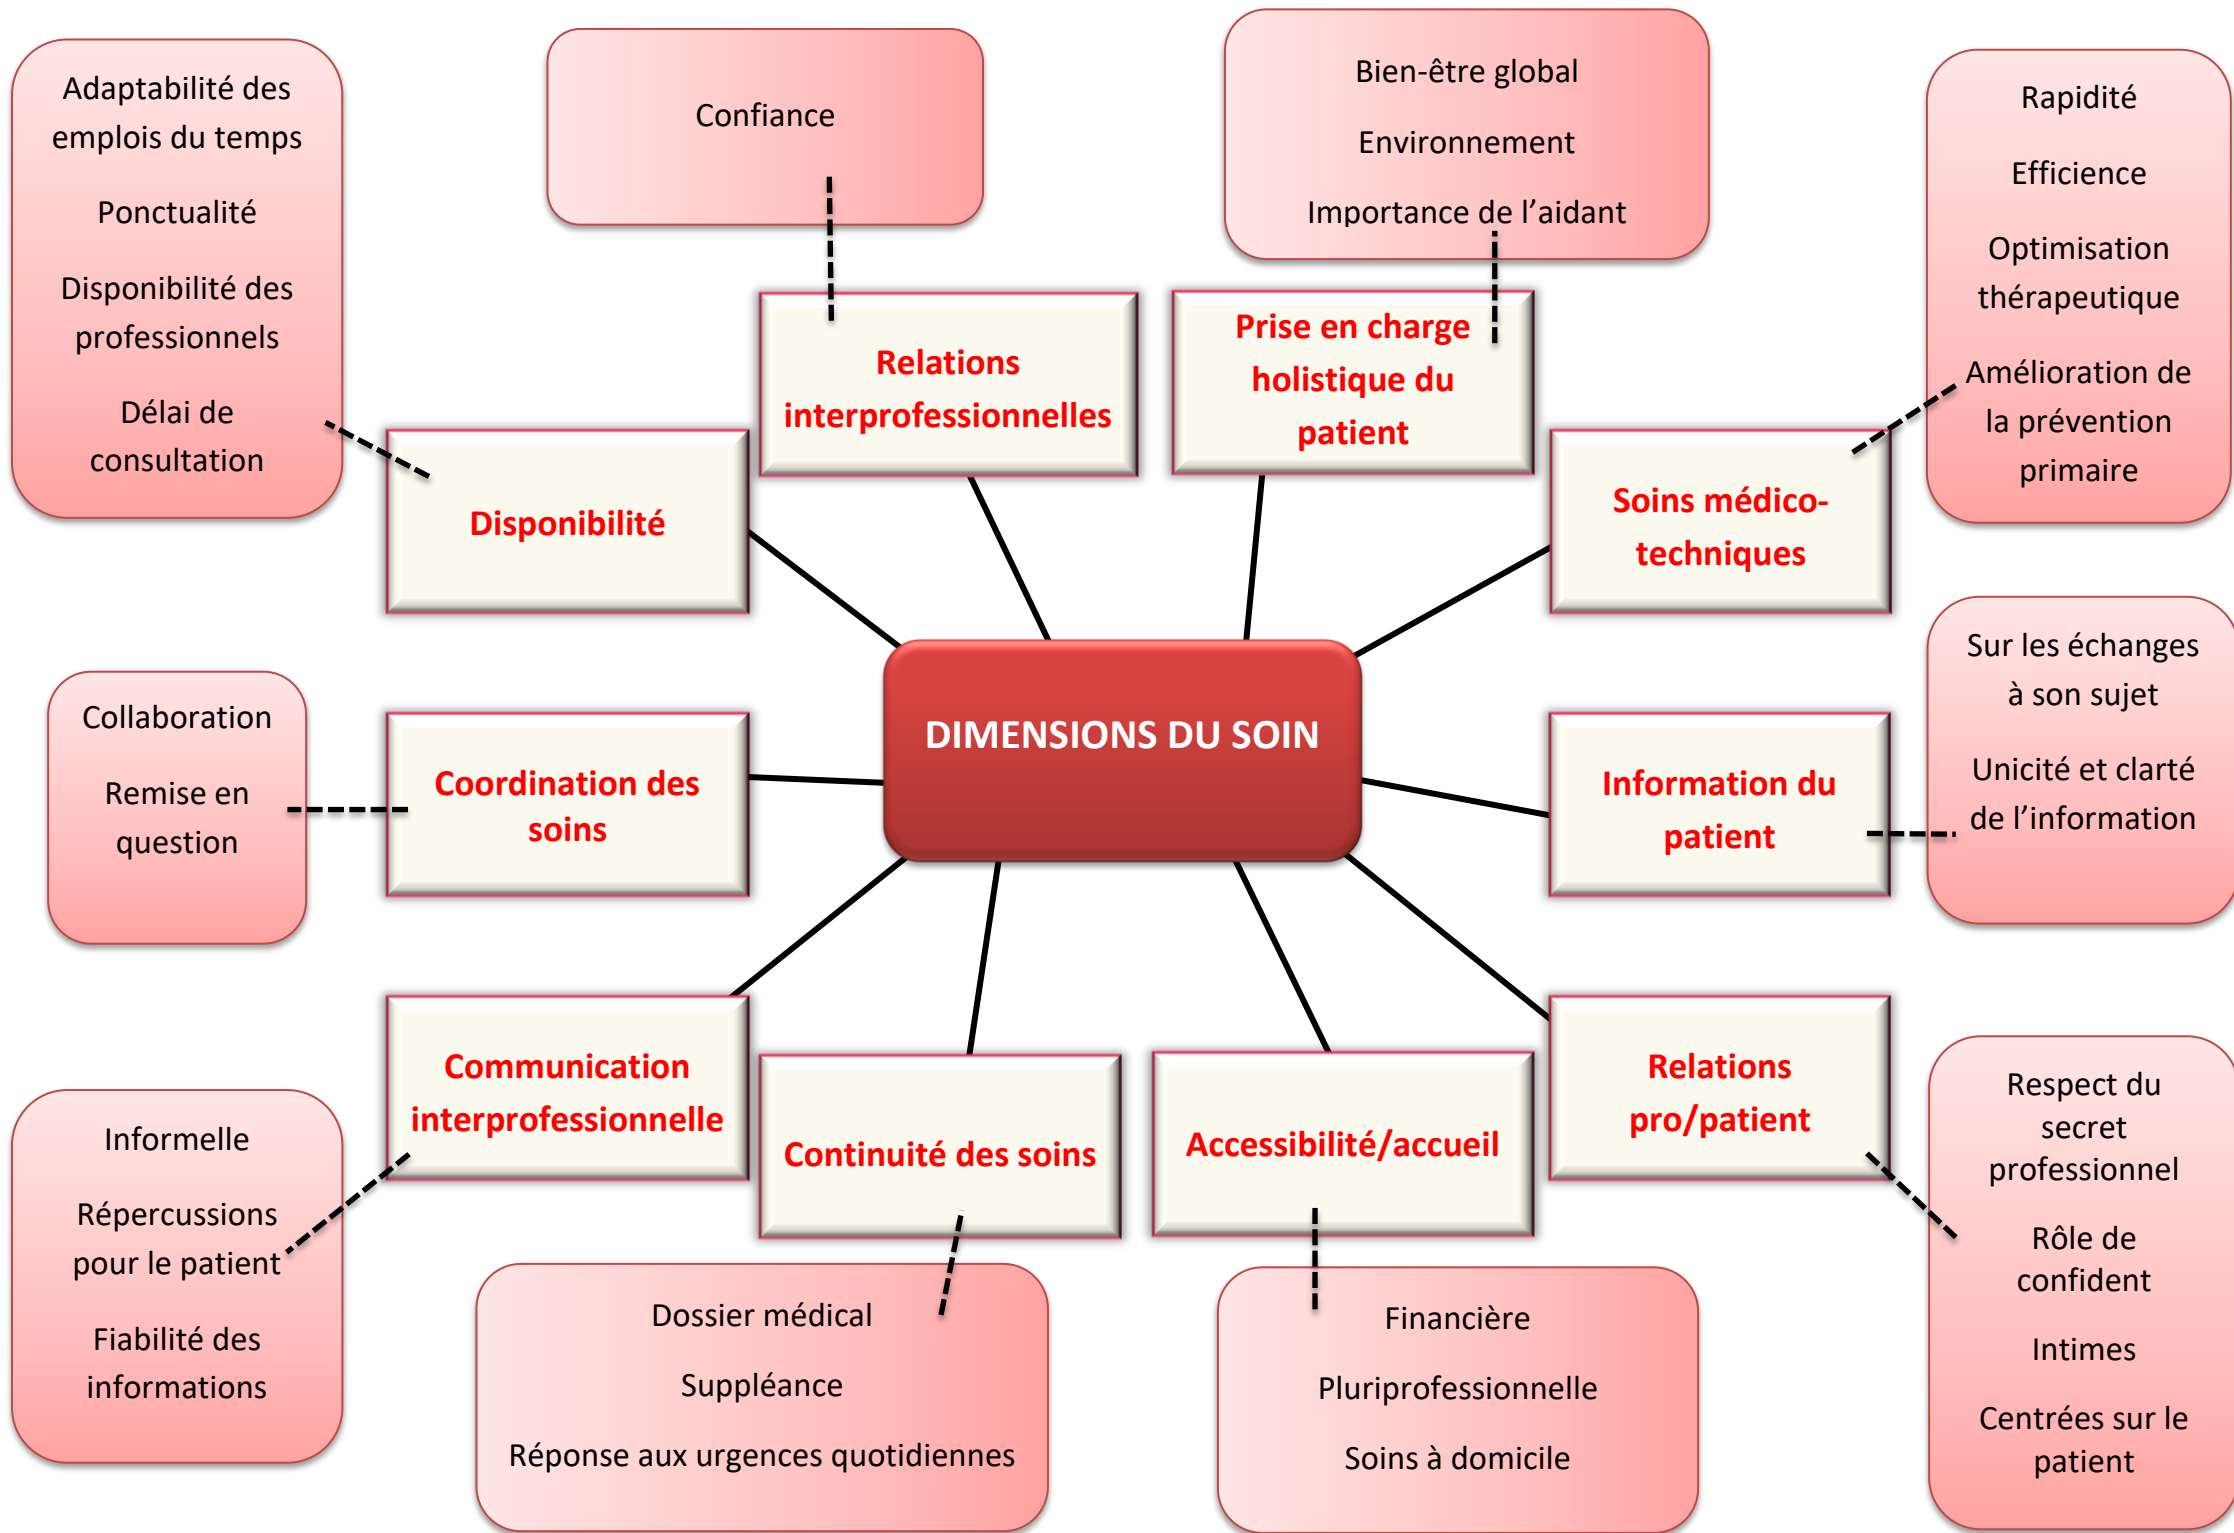 Adaptabilité des
emplois du temps
Ponctualité
Disponibilité des
professionnels
Délai de
consultation
Confiance
Bien-être global
Environnement
Importance de l’aidant
Rapidité
Efficience
Optimisation
thérapeutique
Amélioration de
la prévention
primaire
Disponibilité
Relations
interprofessionnelles
Prise en charge
holistique du
patient
Soins médico-
techniques
DIMENSIONS DU SOIN
Collaboration
Remise en
question
Coordination des
soins
Information du
patient
Sur les échanges
à son sujet
Unicité et clarté
de l’information
Communication
interprofessionnelle
Continuité des soins
Accessibilité/accueil
Relations
pro/patient
Informelle
Répercussions
pour le patient
Fiabilité des
informations
Dossier médical
Suppléance
Réponse aux urgences quotidiennes
Financière
Pluriprofessionnelle
Soins à domicile
Respect du
secret
professionnel
Rôle de
confident
Intimes
Centrées sur le
patient